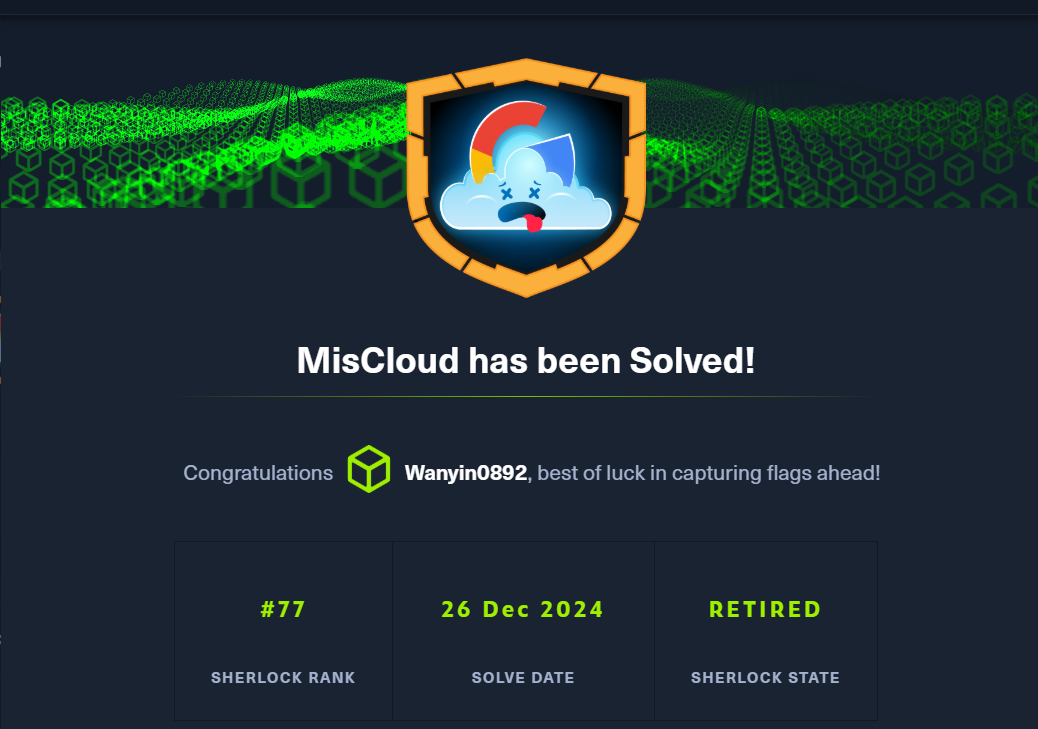 MisCloud has been Solved!
Congratulations Wanyin0892, best of luck in capturing flags ahead!
#77 26 Dec 2024 RETIRED
SHERLOCK RANK SOLVE DATE SHERLOCK STATE